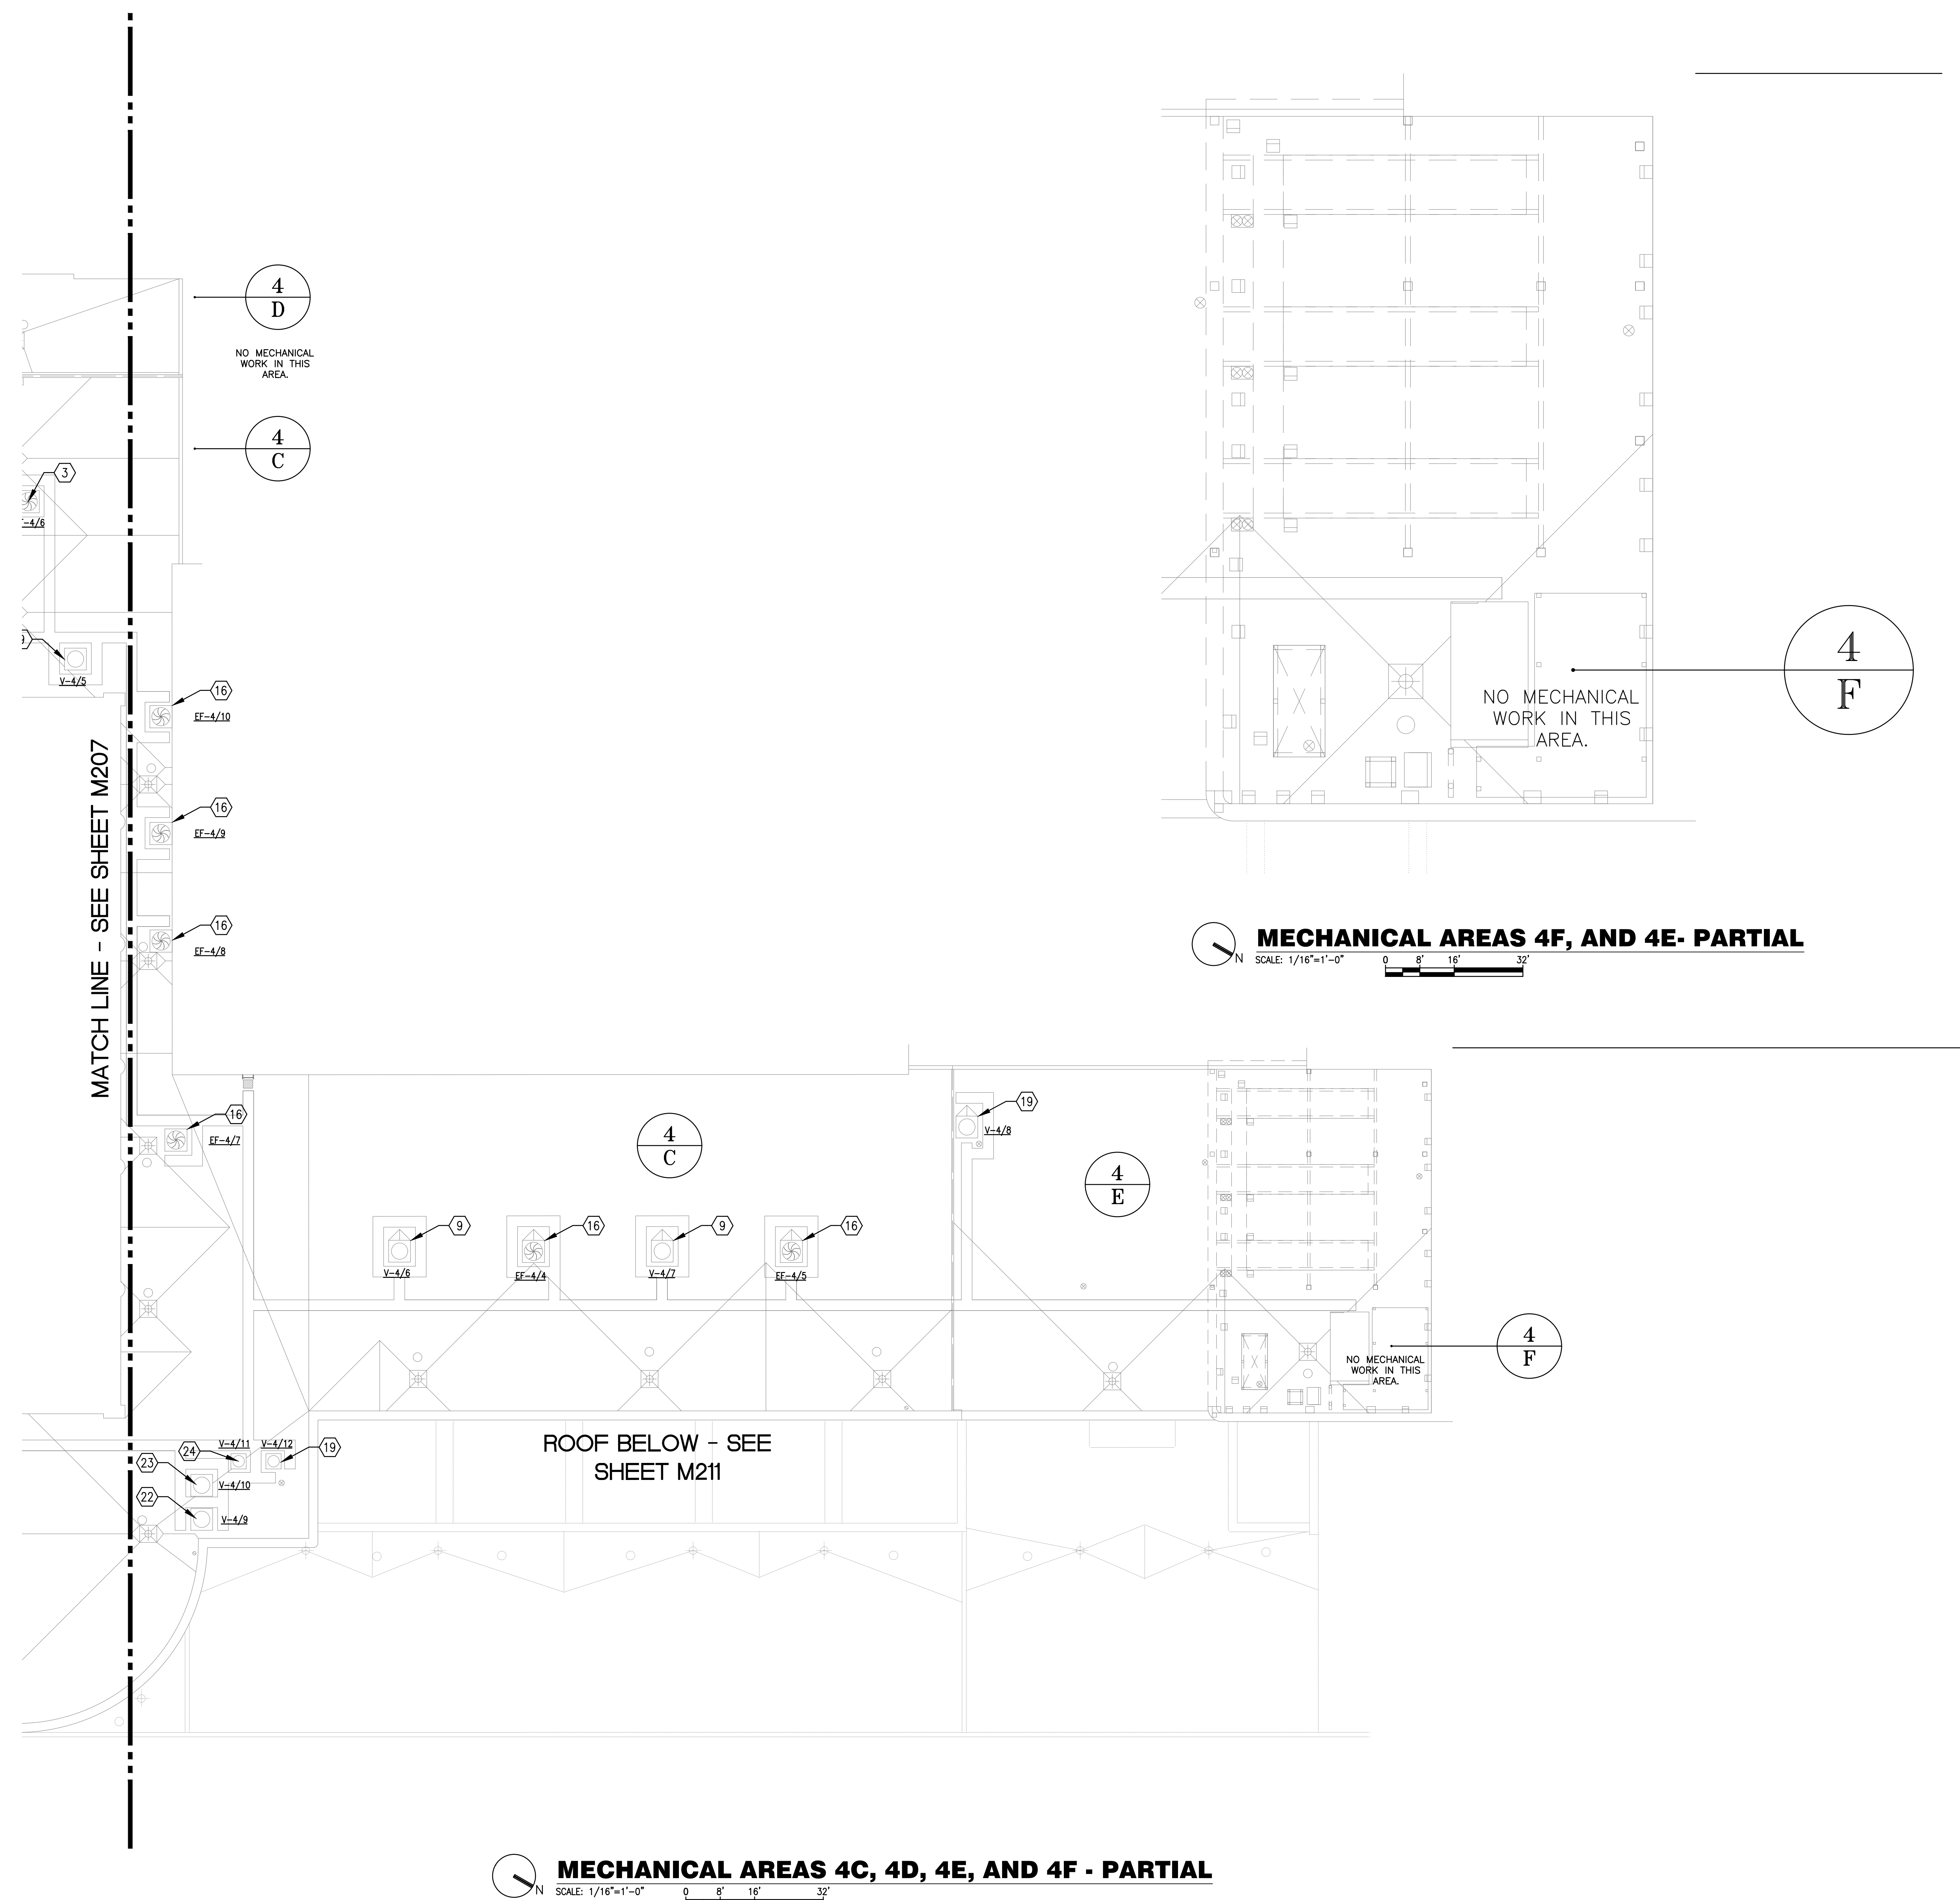 4
D
NO MECHANICAL
WORK IN THIS
AREA.
4
C
3
F-4/6
9
V-4/5
16
EF-4/10
16
EF-4/9
16
EF-4/8
MATCH LINE - SEE SHEET M207
16
EF-4/7
4
F
NO MECHANICAL
WORK IN THIS
AREA.
MECHANICAL AREAS 4F, AND 4E- PARTIAL
N
SCALE: 1/16"=1'-0"
0 8' 16' 32'
4
C
19
V-4/8
4
E
9
V-4/6
16
EF-4/4
9
V-4/7
16
EF-4/5
4
F
NO MECHANICAL
WORK IN THIS
AREA.
ROOF BELOW - SEE
SHEET M211
V-4/11
V-4/12
24
19
23
V-4/10
22
V-4/9
MECHANICAL AREAS 4C, 4D, 4E, AND 4F - PARTIAL
N
SCALE: 1/16"=1'-0"
0 8' 16' 32'